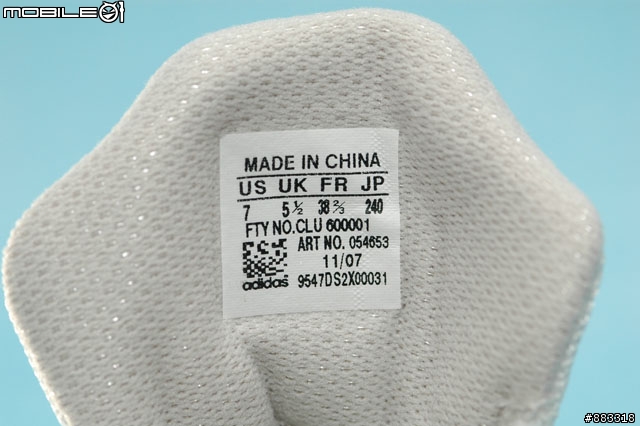 MOBILE01
MADE IN CHINA
US UK FR JP
7 5½ 38⅔ 240
FTY NO.CLU 600001
ART NO. 054653
11/07
adidas 9547DS2X00031
#883318